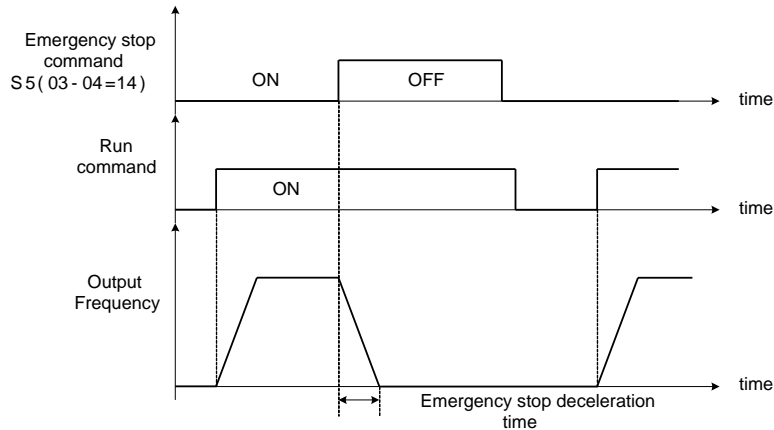 Emergency stop
command
S5(03-04=14)
ON
OFF
time
Run
command
ON
time
Output
Frequency
time
Emergency stop deceleration
time